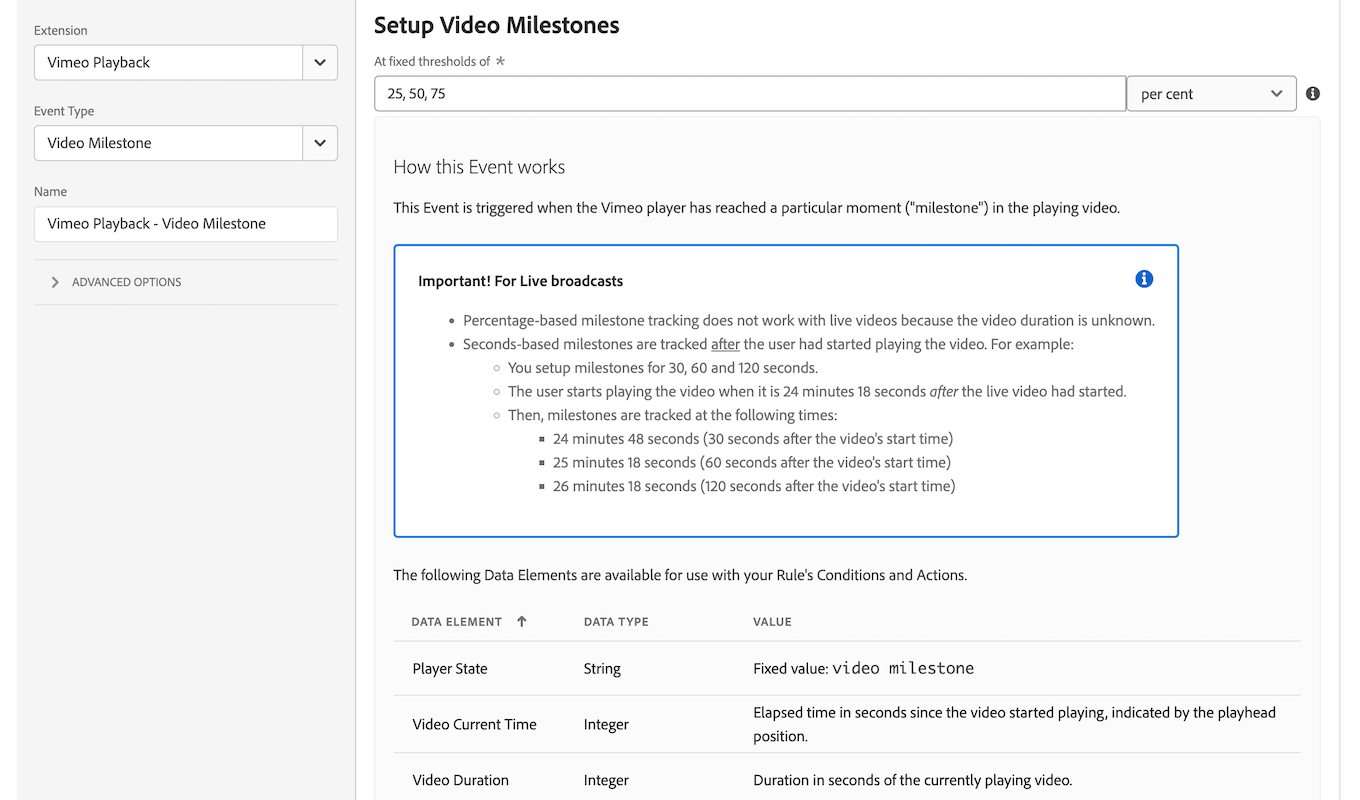 Extension
Vimeo Playback
Event Type
Video Milestone
Name
Vimeo Playback - Video Milestone
ADVANCED OPTIONS
Setup Video Milestones
At fixed thresholds of *
25, 50, 75
per cent
How this Event works
This Event is triggered when the Vimeo player has reached a particular moment ("milestone") in the playing video.
Important! For Live broadcasts
Percentage-based milestone tracking does not work with live videos because the video duration is unknown.
Seconds-based milestones are tracked after the user had started playing the video. For example:
You setup milestones for 30, 60 and 120 seconds.
The user starts playing the video when it is 24 minutes 18 seconds after the live video had started.
Then, milestones are tracked at the following times:
24 minutes 48 seconds (30 seconds after the video's start time)
25 minutes 18 seconds (60 seconds after the video's start time)
26 minutes 18 seconds (120 seconds after the video's start time)
The following Data Elements are available for use with your Rule's Conditions and Actions.
DATA ELEMENT DATA TYPE VALUE
Player State String Fixed value: video milestone
Video Current Time Integer Elapsed time in seconds since the video started playing, indicated by the playhead
position.
Video Duration Integer Duration in seconds of the currently playing video.